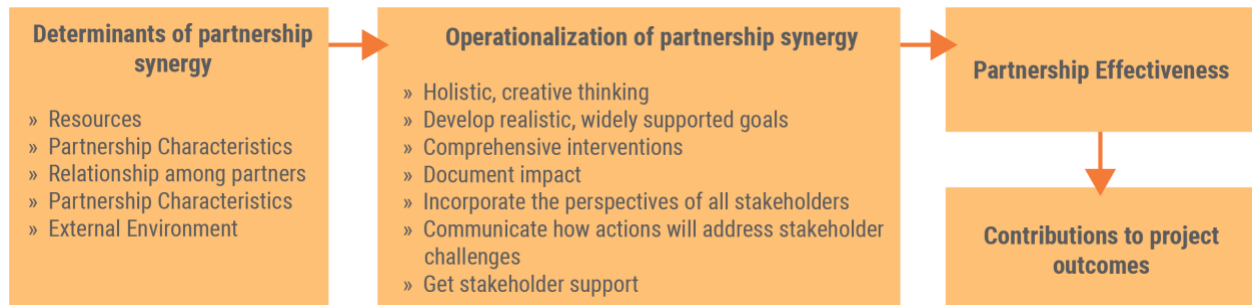 Determinants of partnership
synergy
» Resources
» Partnership Characteristics
» Relationship among partners
» Partnership Characteristics
» External Environment
Operationalization of partnership synergy
» Holistic, creative thinking
» Develop realistic, widely supported goals
» Comprehensive interventions
» Document impact
» Incorporate the perspectives of all stakeholders
» Communicate how actions will address stakeholder
challenges
» Get stakeholder support
Partnership Effectiveness
Contributions to project
outcomes